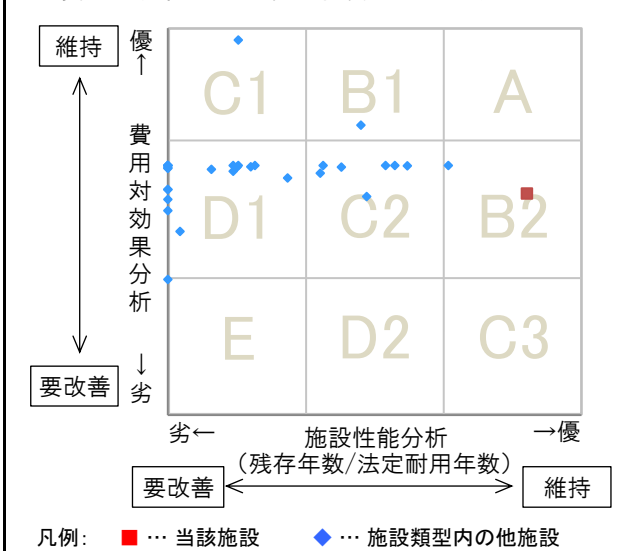 維持
優
↑
費用対効果分析
↓
劣
要改善
C1 B1 A
D1 C2 B2
E D2 C3
劣← 施設性能分析 →優
（残存年数/法定耐用年数）
要改善 維持
凡例: ■ … 当該施設 ◆ … 施設類型内の他施設